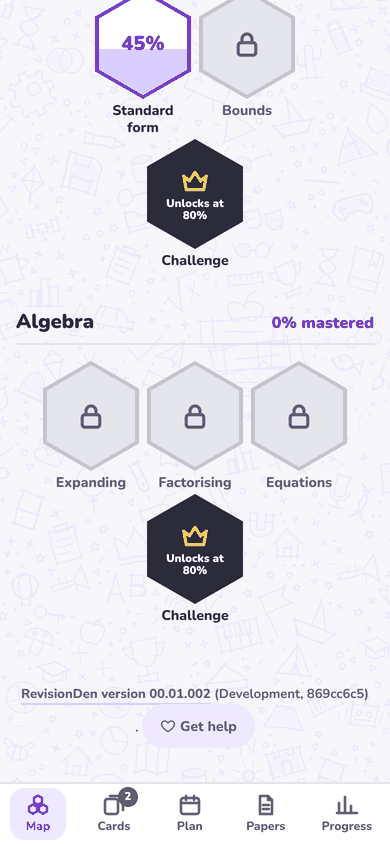 45%
Standard
form
Bounds
Unlocks at
80%
Challenge
Algebra
0% mastered
Expanding
Factorising
Equations
Unlocks at
80%
Challenge
RevisionDen version 00.01.002 (Development, 869cc6c5)
. Get help
2
Map
Cards
Plan
Papers
Progress